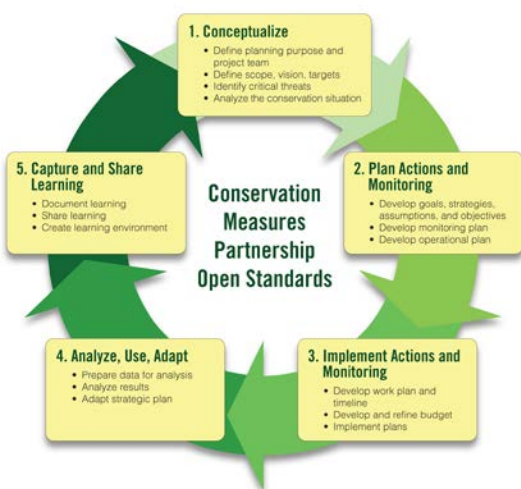 1. Conceptualize
• Define planning purpose and
project team
• Define scope, vision, targets
• Identify critical threats
• Analyze the conservation situation
2. Plan Actions and
Monitoring
• Develop goals, strategies,
assumptions, and objectives
• Develop monitoring plan
• Develop operational plan
3. Implement Actions and
Monitoring
• Develop work plan and
timeline
• Develop and refine budget
• Implement plans
4. Analyze, Use, Adapt
• Prepare data for analysis
• Analyze results
• Adapt strategic plan
5. Capture and Share
Learning
• Document learning
• Share learning
• Create learning environment
Conservation
Measures
Partnership
Open Standards